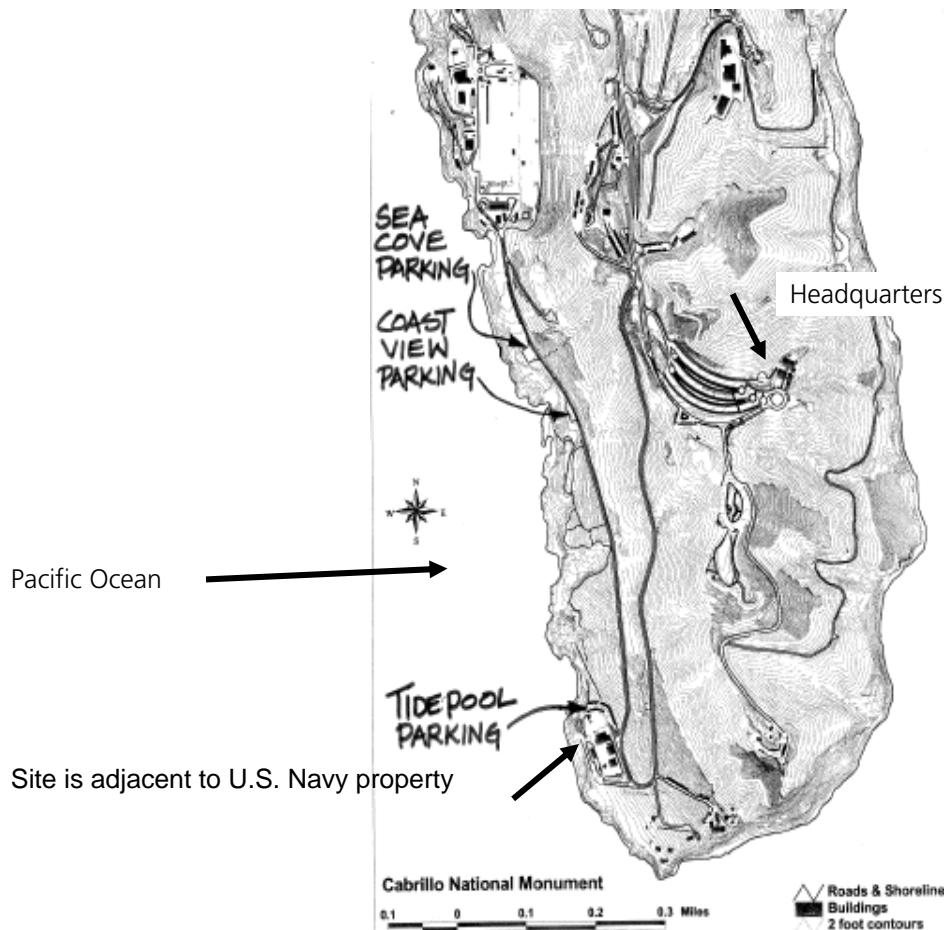 SEA
COVE
PARKING
Headquarters
COAST
VIEW
PARKING
N
W E
S
Pacific Ocean
TIDEPOOL
PARKING
Site is adjacent to U.S. Navy property
Cabrillo National Monument
0.1 0 0.1 0.2 0.3 Miles
Roads & Shoreline
Buildings
2 foot contours